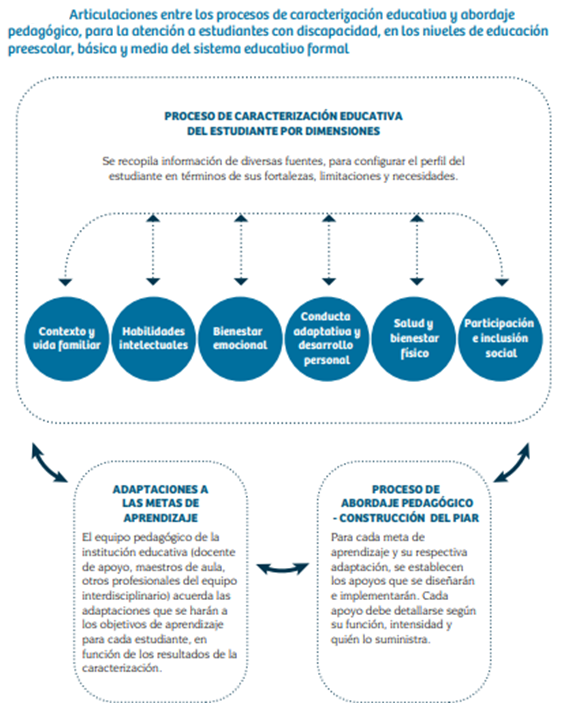 Articulaciones entre los procesos de caracterización educativa y abordaje
pedagógico, para la atención a estudiantes con discapacidad, en los niveles de educación
preescolar, básica y media del sistema educativo formal
PROCESO DE CARACTERIZACIÓN EDUCATIVA
DEL ESTUDIANTE POR DIMENSIONES
Se recopila información de diversas fuentes, para configurar el perfil del
estudiante en términos de sus fortalezas, limitaciones y necesidades.
Contexto y
vida familiar
Habilidades
intelectuales
Bienestar
emocional
Conducta
adaptativa y
desarrollo
personal
Salud y
bienestar
físico
Participación
e inclusión
social
ADAPTACIONES A
LAS METAS DE
APRENDIZAJE
El equipo pedagógico de la
institución educativa (docente
de apoyo, maestros de aula,
otros profesionales del equipo
interdisciplinario) acuerda las
adaptaciones que se harán a
los objetivos de aprendizaje
para cada estudiante, en
función de los resultados de la
caracterización.
PROCESO DE
ABORDAJE PEDAGÓGICO
- CONSTRUCCIÓN DEL PIAR
Para cada meta de
aprendizaje y su respectiva
adaptación, se establecen
los apoyos que se diseñarán
e implementarán. Cada
apoyo debe detallarse según
su función, intensidad y
quién lo suministra.